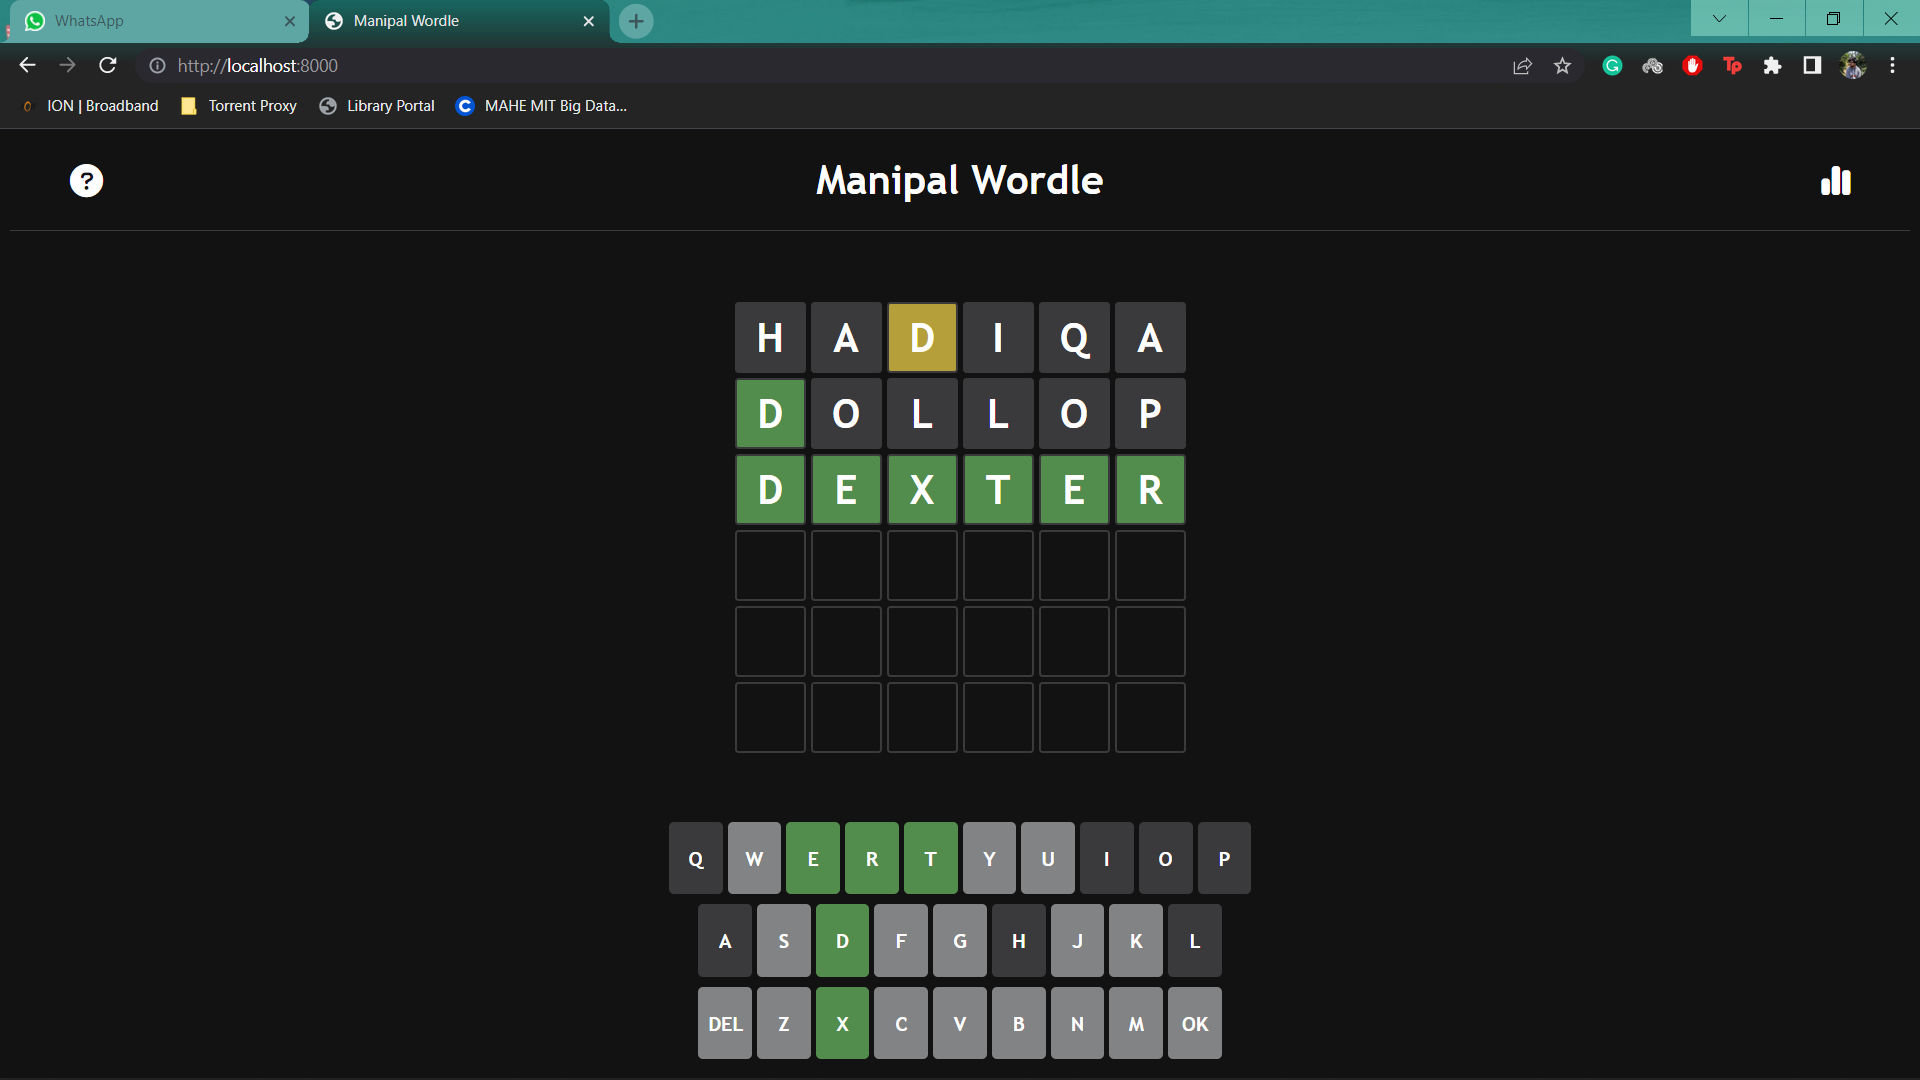 WhatsApp
Manipal Wordle
http://localhost:8000
ION | Broadband
Torrent Proxy
Library Portal
MAHE MIT Big Data...
?
Manipal Wordle
H A D I Q A
D O L L O P
D E X T E R
Q W E R T Y U I O P
A S D F G H J K L
DEL Z X C V B N M OK